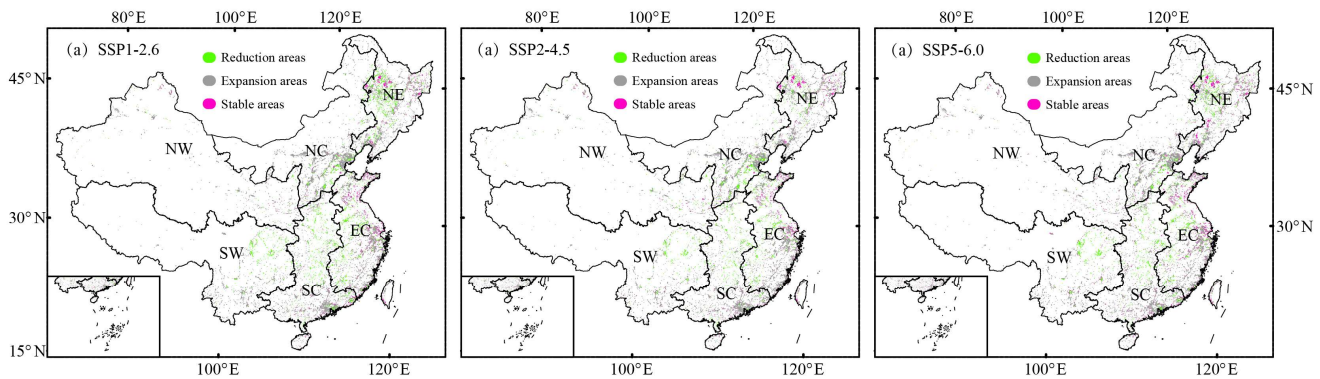 80°E 100°E 120°E
(a) SSP1-2.6
Reduction areas
Expansion areas
Stable areas
45°N
30°N
15°N
NE
NW
NC
EC
SW
SC
100°E 120°E
80°E 100°E 120°E
(a) SSP2-4.5
Reduction areas
Expansion areas
Stable areas
NE
NW
NC
EC
SW
SC
100°E 120°E
80°E 100°E 120°E
(a) SSP5-6.0
Reduction areas
Expansion areas
Stable areas
45°N
30°N
15°N
NE
NW
NC
EC
SW
SC
100°E 120°E